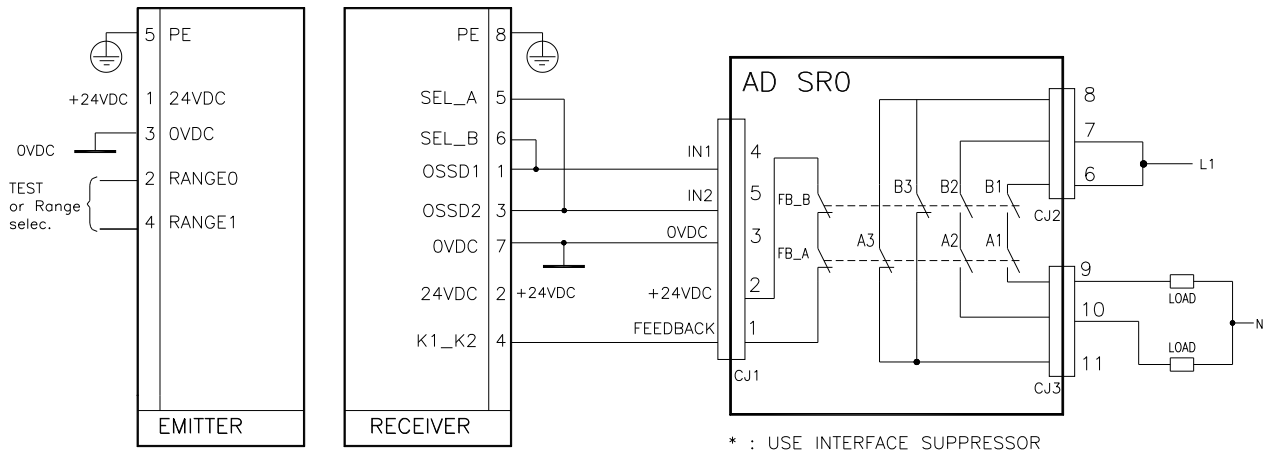 5 PE
+24VDC 1 24VDC
0VDC 3 0VDC
TEST
or Range
selec.
2 RANGE0
4 RANGE1
EMITTER
PE 8
SEL_A 5
SEL_B 6
OSSD1 1
OSSD2 3
0VDC 7
24VDC 2 +24VDC
K1_K2 4
RECEIVER
AD SR0
IN1 4
IN2 5
0VDC 3
+24VDC 2
FEEDBACK 1
CJ1
FB_B
FB_A
B3 B2 B1
A3 A2 A1
8
7
6
CJ2
L1
9
10
11
CJ3
LOAD
LOAD
N
* : USE INTERFACE SUPPRESSOR